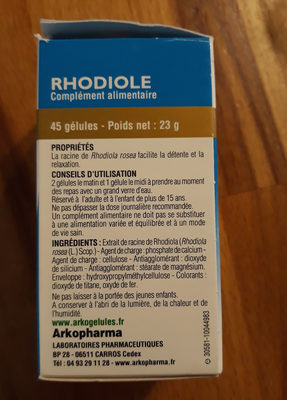 RHODIOLE
Complément alimentaire
45 gélules - Poids net : 23 g
PROPRIÉTÉS
La racine de Rhodiola rosea facilite la détente et la
relaxation.
CONSEILS D'UTILISATION
2 gélules le matin et 1 gélule le midi à prendre au moment
des repas avec un grand verre d'eau.
Réservé à l'adulte et à l'enfant de plus de 15 ans.
Ne pas dépasser la dose journalière recommandée.
Un complément alimentaire ne doit pas se substituer
à une alimentation variée et équilibrée et à un mode
de vie sain.
INGRÉDIENTS : Extrait de racine de Rhodiola (Rhodiola
rosea (L.) Scop.) - Agent de charge : phosphate de calcium -
Agent de charge : cellulose - Antiagglomérant : dioxyde
de silicium - Antiagglomérant : stéarate de magnésium.
Enveloppe : hydroxypropylméthylcellulose - Colorants :
dioxyde de titane, oxyde de fer.
Ne pas laisser à la portée des jeunes enfants.
A conserver à l'abri de la lumière, de la chaleur et de
l'humidité.
www.arkogelules.fr
Arkopharma
LABORATOIRES PHARMACEUTIQUES
BP 28 - 06511 CARROS Cedex
Tél : 04 93 29 11 28 - www.arkopharma.fr
30581-10044983